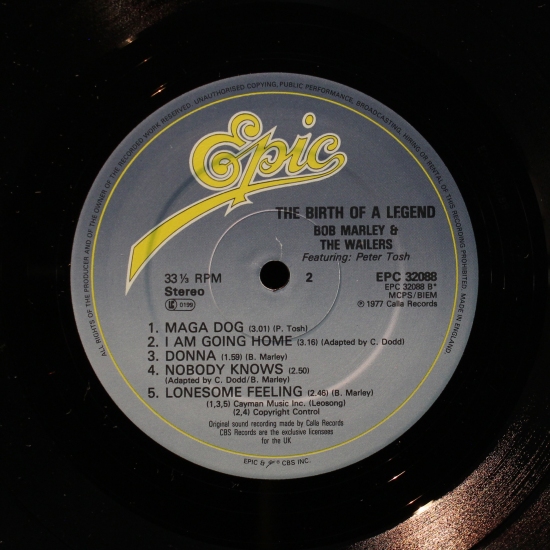 ALL RIGHTS OF THE PRODUCER AND OF THE OWNER OF THE RECORDED WORK RESERVED. UNAUTHORISED COPYING, PUBLIC PERFORMANCE, BROADCASTING, HIRING OR RENTAL OF THIS RECORDING PROHIBITED. MADE IN ENGLAND.
Epic
THE BIRTH OF A LEGEND
BOB MARLEY &
THE WAILERS
Featuring: Peter Tosh
33⅓ RPM
Stereo
LC 0199
2
EPC 32088
EPC 32088 B*
MCPS/BIEM
℗ 1977 Calla Records
1. MAGA DOG (3.01) (P. Tosh)
2. I AM GOING HOME (3.16) (Adapted by C. Dodd)
3. DONNA (1.59) (B. Marley)
4. NOBODY KNOWS (2.50)
(Adapted by C. Dodd/B. Marley)
5. LONESOME FEELING (2.46) (B. Marley)
(1,3,5) Cayman Music Inc. (Leosong)
(2,4) Copyright Control
Original sound recording made by Calla Records
CBS Records are the exclusive licensees
for the UK
EPIC & Epic ® CBS INC.